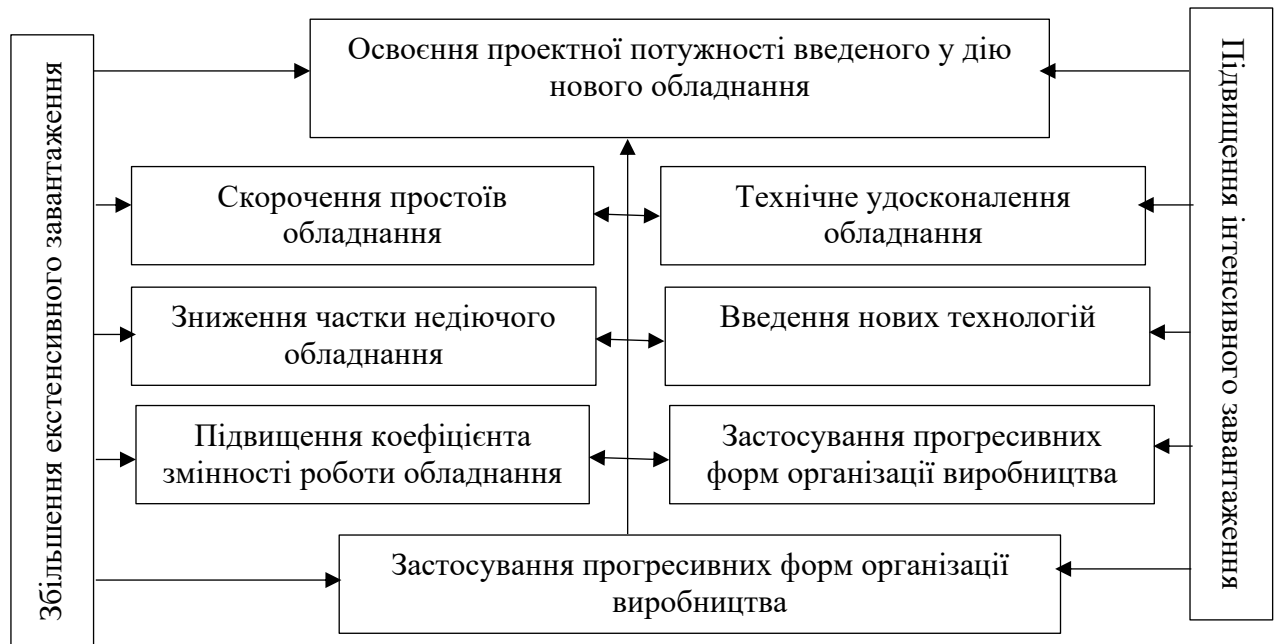 Збільшення екстенсивного завантаження
Освоєння проектної потужності введеного у дію
нового обладнання
Скорочення простоїв
обладнання
Технічне удосконалення
обладнання
Зниження частки недіючого
обладнання
Введення нових технологій
Підвищення коефіцієнта
змінності роботи обладнання
Застосування прогресивних
форм організації виробництва
Застосування прогресивних форм організації
виробництва
Підвищення інтенсивного завантаження